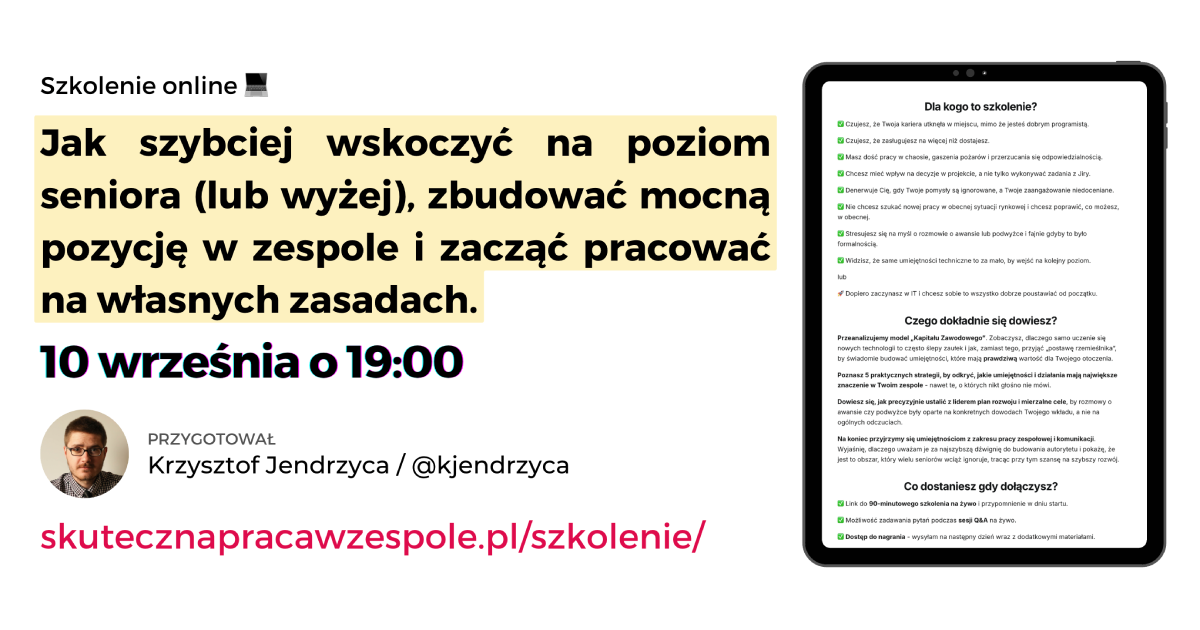 Szkolenie online 💻
Jak szybciej wskoczyć na poziom
seniora (lub wyżej), zbudować mocną
pozycję w zespole i zacząć pracować
na własnych zasadach.
10 września o 19:00
PRZYGOTOWAŁ
Krzysztof Jendrzyca / @kjendrzyca
skutecznapracawzespole.pl/szkolenie/
Dla kogo to szkolenie?
✅ Czujesz, że Twoja kariera utknęła w miejscu, mimo że jesteś dobrym programistą.
✅ Czujesz, że zasługujesz na więcej niż dostajesz.
✅ Masz dość pracy w chaosie, gaszenia pożarów i przerzucania się odpowiedzialnością.
✅ Chcesz mieć wpływ na decyzje w projekcie, a nie tylko wykonywać zadania z Jiry.
✅ Denerwuje Cię, gdy Twoje pomysły są ignorowane, a Twoje zaangażowanie niedoceniane.
✅ Nie chcesz szukać nowej pracy w obecnej sytuacji rynkowej i chcesz poprawić, co możesz,
w obecnej.
✅ Stresujesz się na myśl o rozmowie o awansie lub podwyżce i fajnie gdyby to było
formalnością.
✅ Widzisz, że same umiejętności techniczne to za mało, by wejść na kolejny poziom.
lub
🚀 Dopiero zaczynasz w IT i chcesz sobie to wszystko dobrze poustawiać od początku.
Czego dokładnie się dowiesz?
Przeanalizujemy model „Kapitału Zawodowego”. Zobaczysz, dlaczego samo uczenie się
nowych technologii to często ślepy zaułek i jak, zamiast tego, przyjąć „postawę rzemieślnika”,
by świadomie budować umiejętności, które mają prawdziwą wartość dla Twojego otoczenia.
Poznasz 5 praktycznych strategii, by odkryć, jakie umiejętności i działania mają największe
znaczenie w Twoim zespole - nawet te, o których nikt głośno nie mówi.
Dowiesz się, jak precyzyjnie ustalić z liderem plan rozwoju i mierzalne cele, by rozmowy o
awansie czy podwyżce były oparte na konkretnych dowodach Twojego wkładu, a nie na
ogólnych odczuciach.
Na koniec przyjrzymy się umiejętnościom z zakresu pracy zespołowej i komunikacji.
Wyjaśnię, dlaczego uważam je za najszybszą dźwignię do budowania autorytetu i pokażę, że
jest to obszar, który wielu seniorów wciąż ignoruje, tracąc przy tym szansę na szybszy rozwój.
Co dostaniesz gdy dołączysz?
✅ Link do 90-minutowego szkolenia na żywo i przypomnienie w dniu startu.
✅ Możliwość zadawania pytań podczas sesji Q&A na żywo.
✅ Dostęp do nagrania - wysyłam na następny dzień wraz z dodatkowymi materiałami.